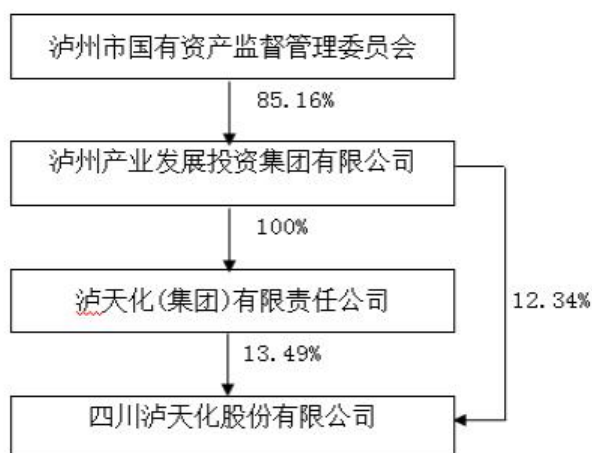 泸州市国有资产监督管理委员会
85.16%
泸州产业发展投资集团有限公司
100%
泸天化(集团)有限责任公司
12.34%
13.49%
四川泸天化股份有限公司